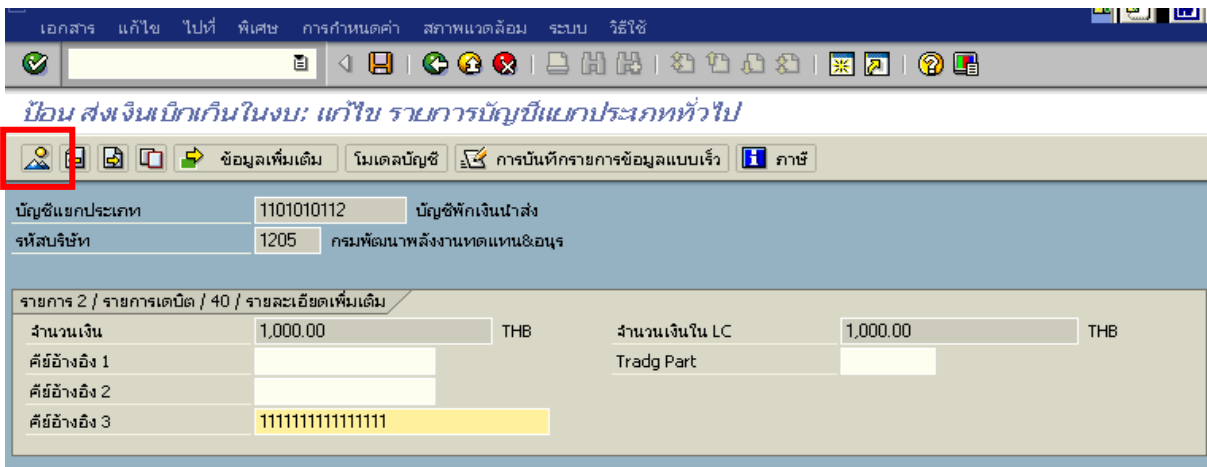 เอกสาร แก้ไข ไปที่ พิเศษ การกำหนดค่า สภาพแวดล้อม ระบบ วิธีใช้
ป้อน ส่งเงินเบิกเกินในงบ: แก้ไข รายการบัญชีแยกประเภททั่วไป
ข้อมูลเพิ่มเติม โมเดลบัญชี การบันทึกรายการข้อมูลแบบเร็ว ภาษี
บัญชีแยกประเภท 1101010112 บัญชีพักเงินนำส่ง
รหัสบริษัท 1205 กรมพัฒนาพลังงานทดแทน&อนุร
รายการ 2 / รายการเดบิต / 40 / รายละเอียดเพิ่มเติม
จำนวนเงิน 1,000.00 THB จำนวนเงินใน LC 1,000.00 THB
คีย์อ้างอิง 1 Tradg Part
คีย์อ้างอิง 2
คีย์อ้างอิง 3 1111111111111111